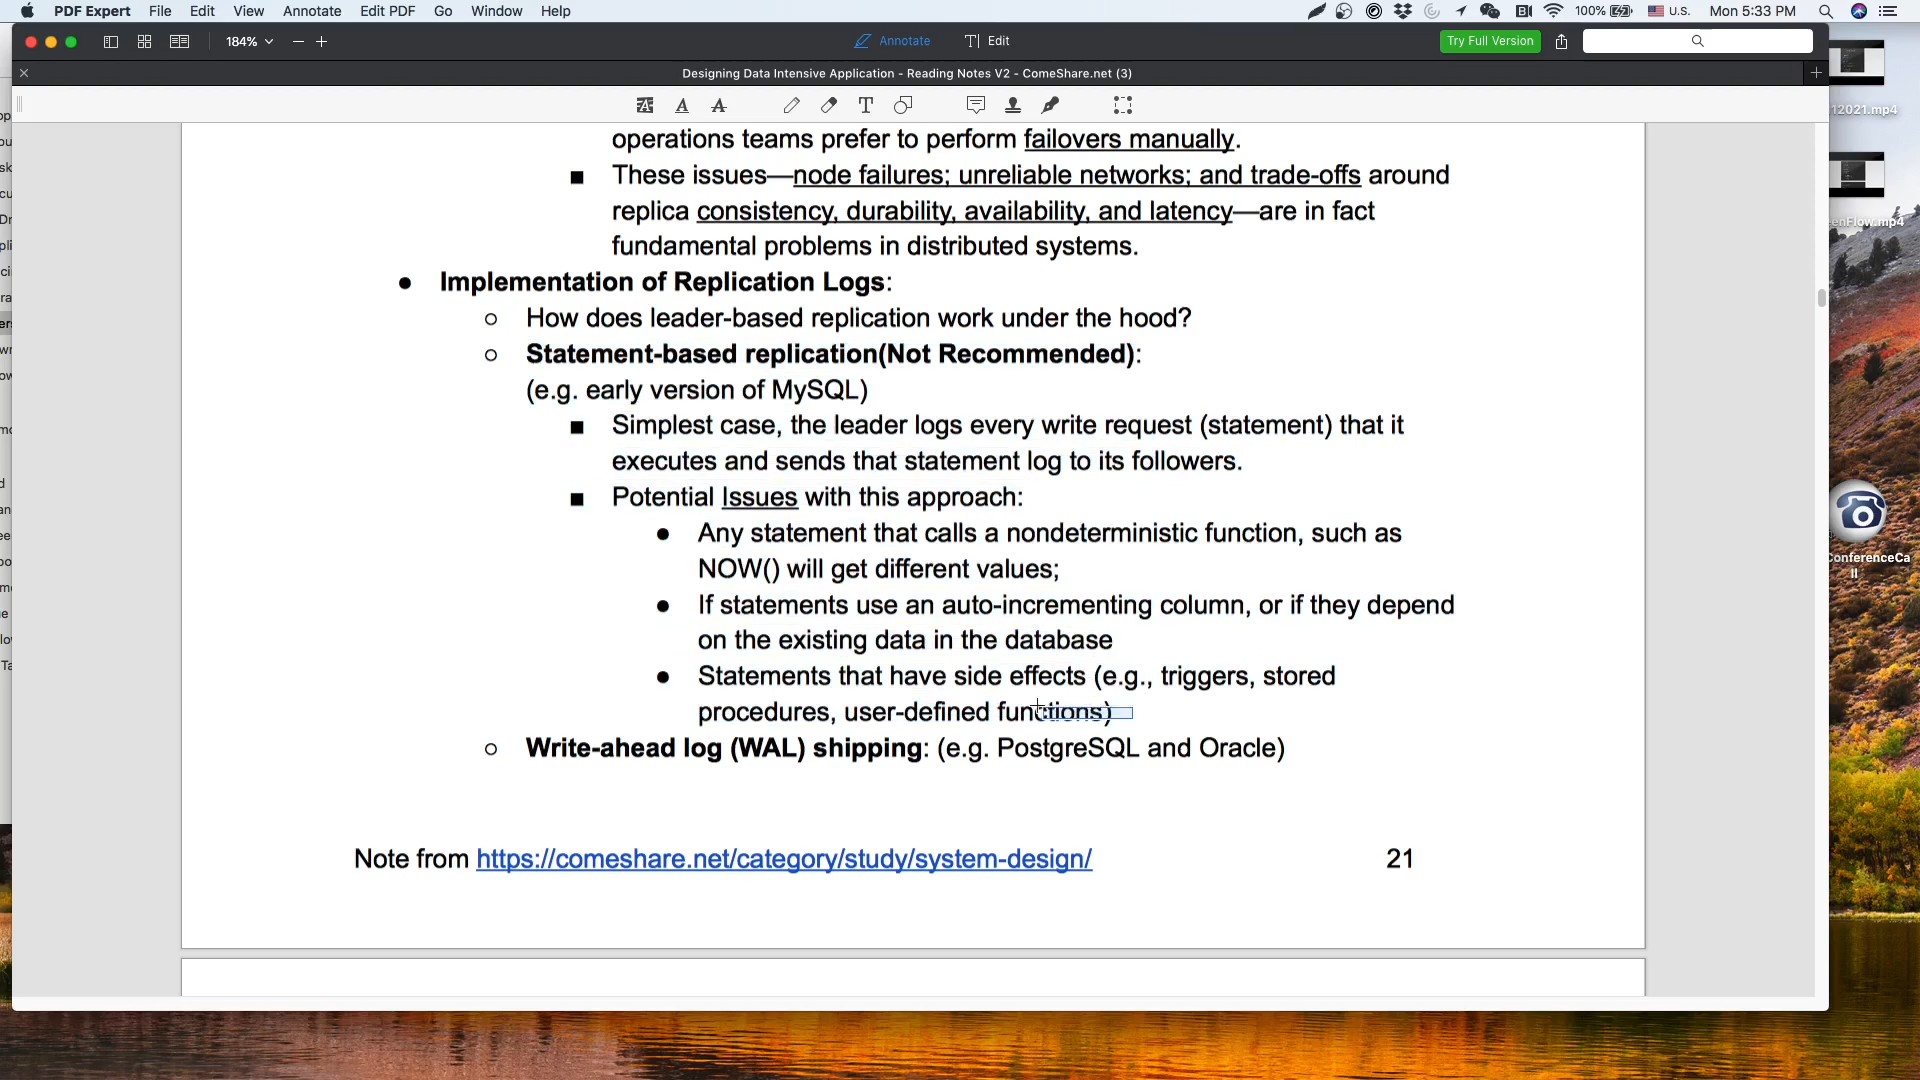 PDF Expert File Edit View Annotate Edit PDF Go Window Help 100% U.S. Mon 5:33 PM
184% Annotate Edit Try Full Version
Designing Data Intensive Application - Reading Notes V2 - ComeShare.net (3)
12021.mp4
enFlow.mp4
ConferenceCa
ll
operations teams prefer to perform failovers manually.
■ These issues—node failures; unreliable networks; and trade-offs around
replica consistency, durability, availability, and latency—are in fact
fundamental problems in distributed systems.
● Implementation of Replication Logs:
○ How does leader-based replication work under the hood?
○ Statement-based replication(Not Recommended):
(e.g. early version of MySQL)
■ Simplest case, the leader logs every write request (statement) that it
executes and sends that statement log to its followers.
■ Potential Issues with this approach:
● Any statement that calls a nondeterministic function, such as
NOW() will get different values;
● If statements use an auto-incrementing column, or if they depend
on the existing data in the database
● Statements that have side effects (e.g., triggers, stored
procedures, user-defined functions)
○ Write-ahead log (WAL) shipping: (e.g. PostgreSQL and Oracle)
Note from https://comeshare.net/category/study/system-design/ 21